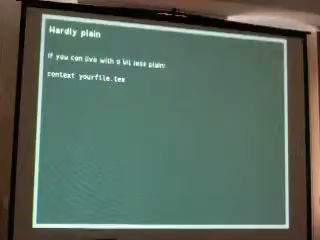 Hardly plain
If you can live with a bit less plain:
context yourfile.tex